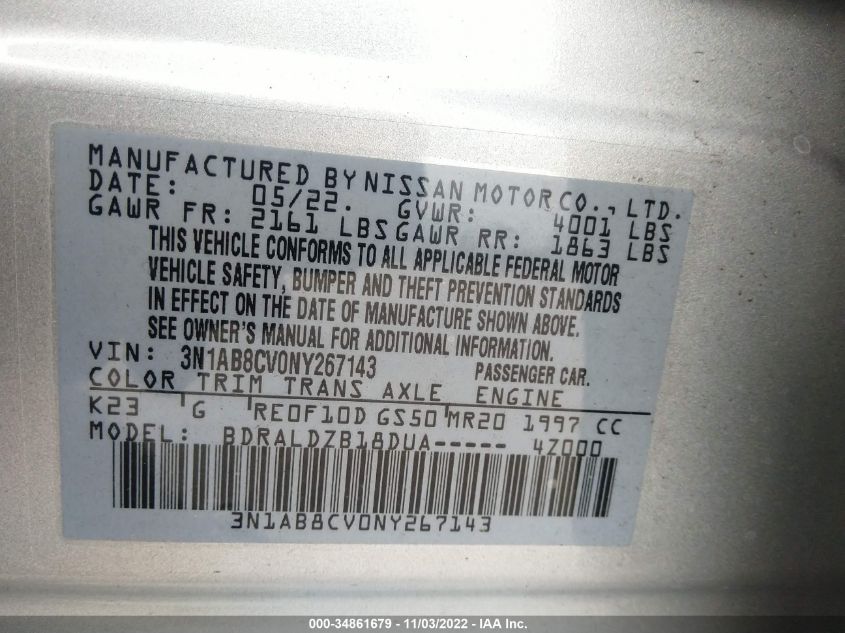 MANUFACTURED BY NISSAN MOTOR CO., LTD.
DATE: 05/22. GVWR: 4001 LBS
GAWR FR: 2161 LBS GAWR RR: 1863 LBS
THIS VEHICLE CONFORMS TO ALL APPLICABLE FEDERAL MOTOR
VEHICLE SAFETY, BUMPER AND THEFT PREVENTION STANDARDS
IN EFFECT ON THE DATE OF MANUFACTURE SHOWN ABOVE.
SEE OWNER'S MANUAL FOR ADDITIONAL INFORMATION.
VIN: 3N1AB8CV0NY267143 PASSENGER CAR.
COLOR TRIM TRANS AXLE ENGINE
K23 G RE0F10D GS50 MR20 1997 CC
MODEL: BDRALDZB18DUA----- 4Z000
3N1AB8CV0NY267143
000-34861679 - 11/03/2022 - IAA Inc.